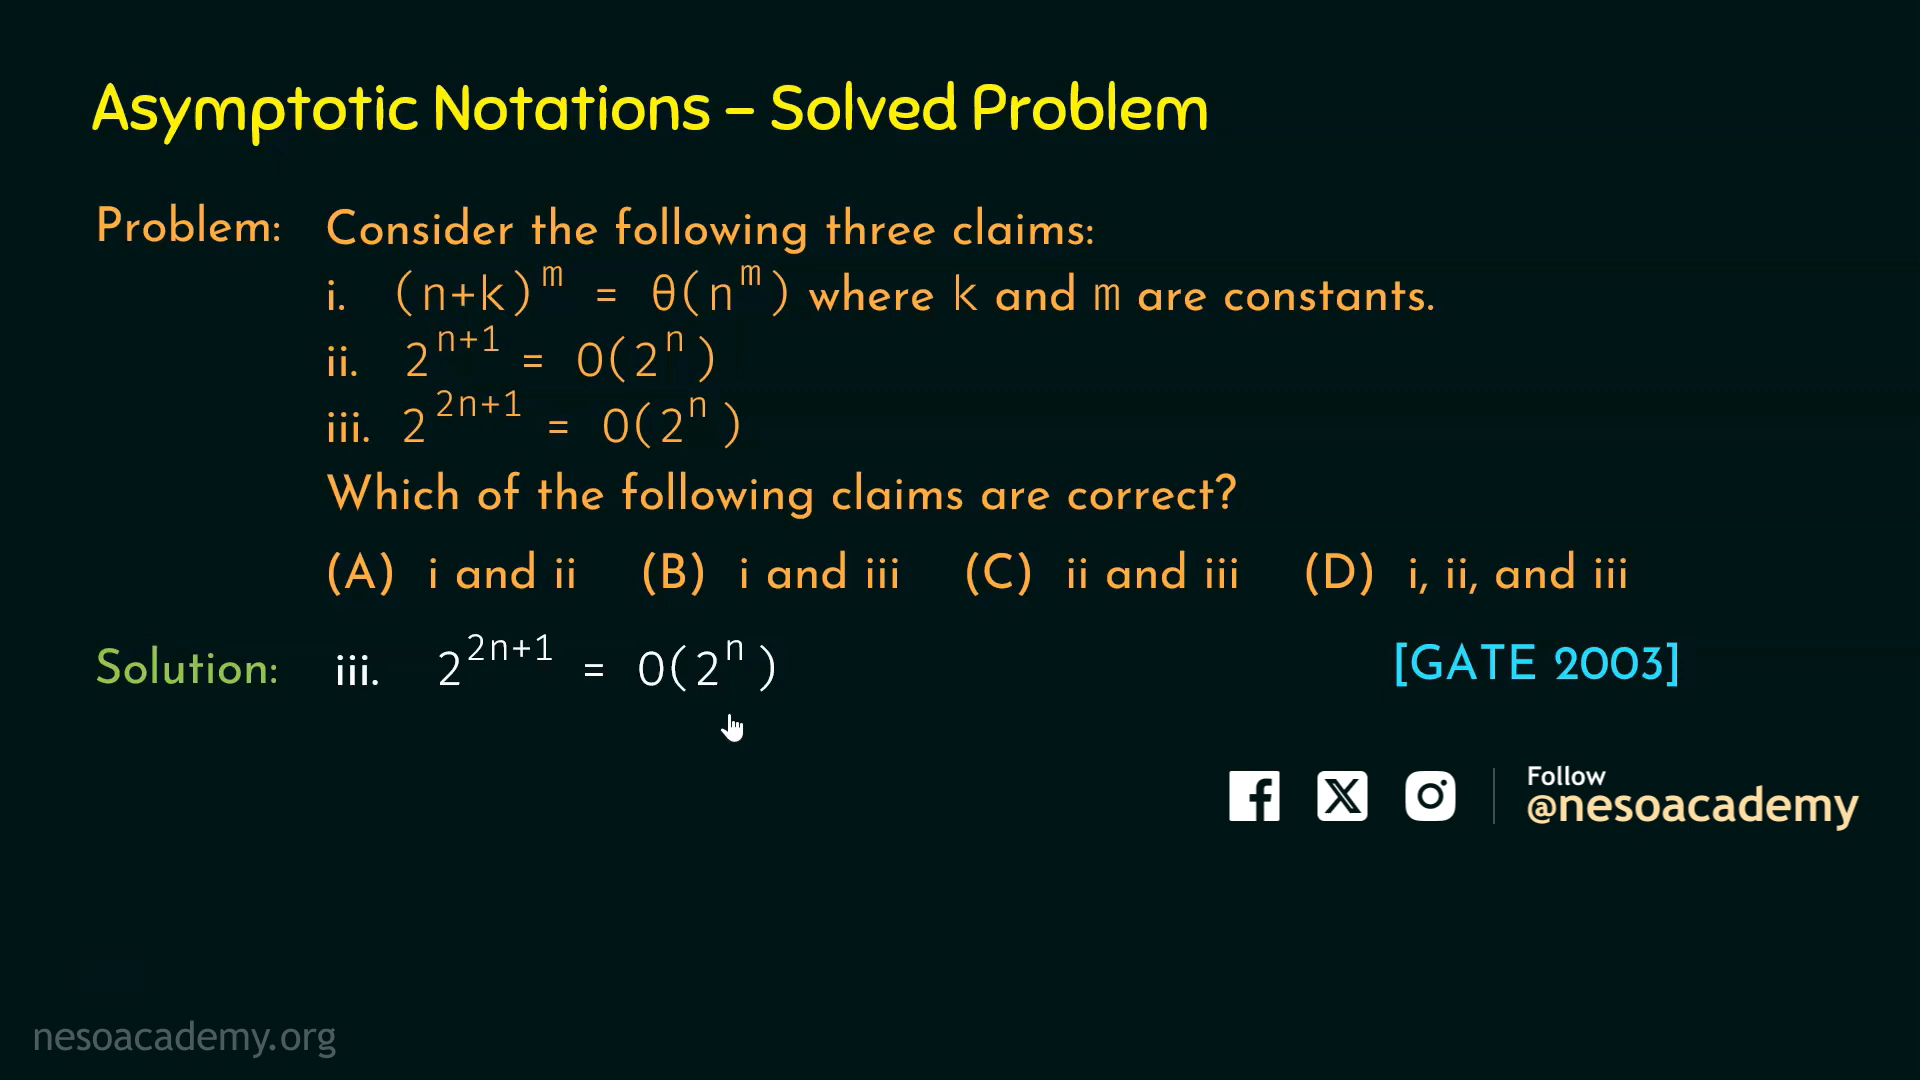 Asymptotic Notations – Solved Problem
Problem: Consider the following three claims:
i. (n+k)^m = θ(n^m) where k and m are constants.
ii. 2^{n+1} = O(2^n)
iii. 2^{2n+1} = O(2^n)
Which of the following claims are correct?
(A) i and ii (B) i and iii (C) ii and iii (D) i, ii, and iii
Solution: iii. 2^{2n+1} = O(2^n) [GATE 2003]
Follow
@nesoacademy
nesoacademy.org